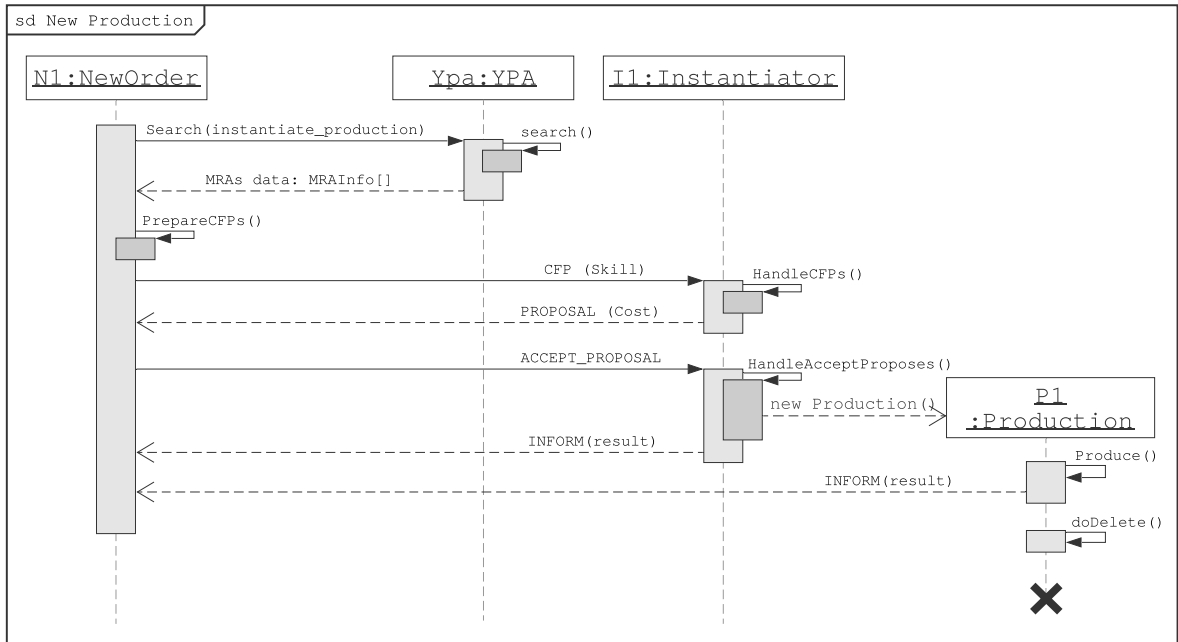 sd New Production
N1:NewOrder
Ypa:YPA
I1:Instantiator
Search(instantiate_production)
search()
MRAs data: MRAInfo[]
PrepareCFPs()
CFP (Skill)
HandleCFPs()
PROPOSAL (Cost)
ACCEPT_PROPOSAL
HandleAcceptProposes()
new Production()
P1
:Production
INFORM(result)
Produce()
INFORM(result)
doDelete()